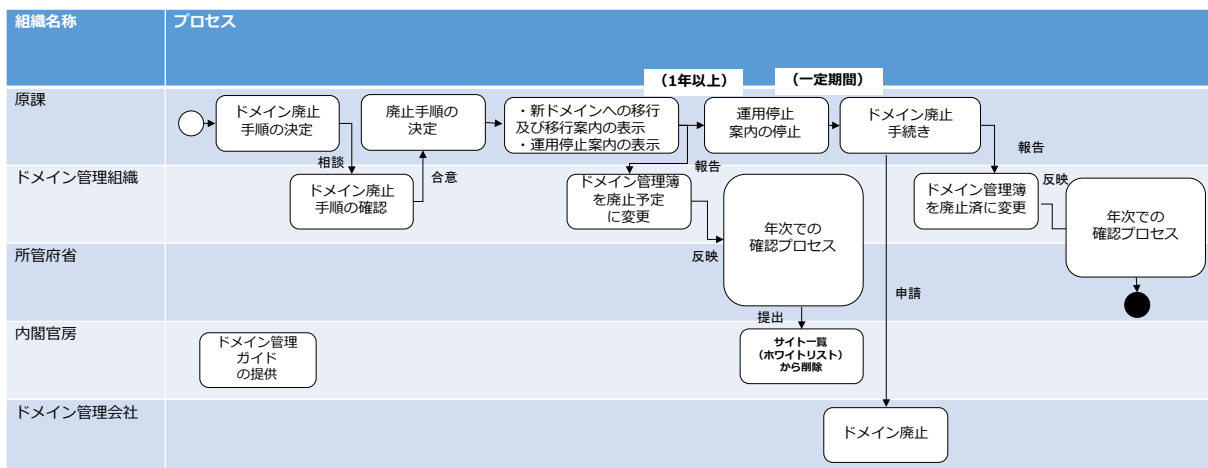 組織名称
プロセス
（1年以上）
（一定期間）
原課
ドメイン廃止
手順の決定
廃止手順の
決定
・新ドメインへの移行
及び移行案内の表示
・運用停止案内の表示
運用停止
案内の停止
ドメイン廃止
手続き
相談
合意
報告
報告
ドメイン管理組織
ドメイン廃止
手順の確認
ドメイン管理簿
を廃止予定
に変更
反映
年次での
確認プロセス
ドメイン管理簿
を廃止済に変更
反映
年次での
確認プロセス
所管府省
申請
提出
内閣官房
ドメイン管理
ガイド
の提供
サイト一覧
（ホワイトリスト）
から削除
ドメイン管理会社
ドメイン廃止